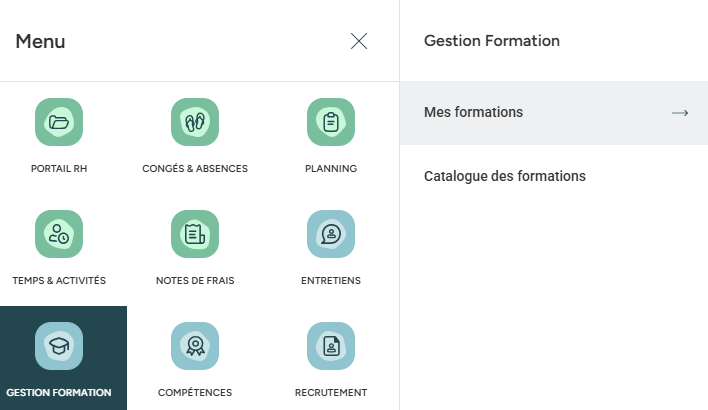 Menu
PORTAIL RH
CONGÉS & ABSENCES
PLANNING
TEMPS & ACTIVITÉS
NOTES DE FRAIS
ENTRETIENS
GESTION FORMATION
COMPÉTENCES
RECRUTEMENT
Gestion Formation
Mes formations
Catalogue des formations